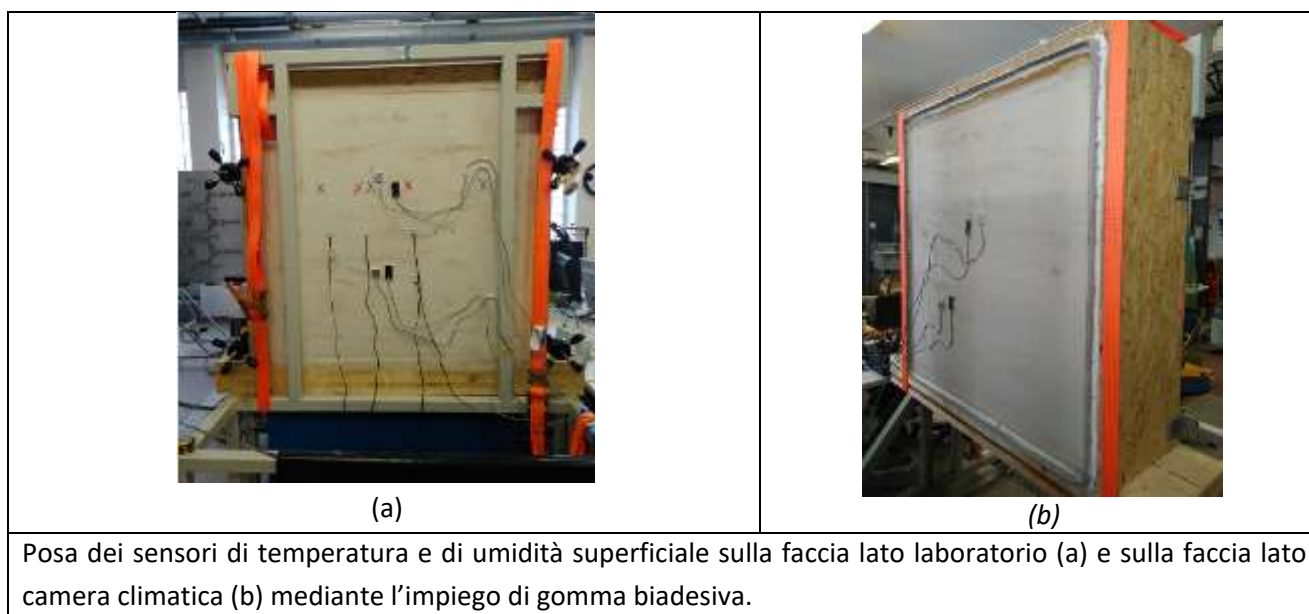 (a)
(b)
Posa dei sensori di temperatura e di umidità superficiale sulla faccia lato laboratorio (a) e sulla faccia lato
camera climatica (b) mediante l’impiego di gomma biadesiva.